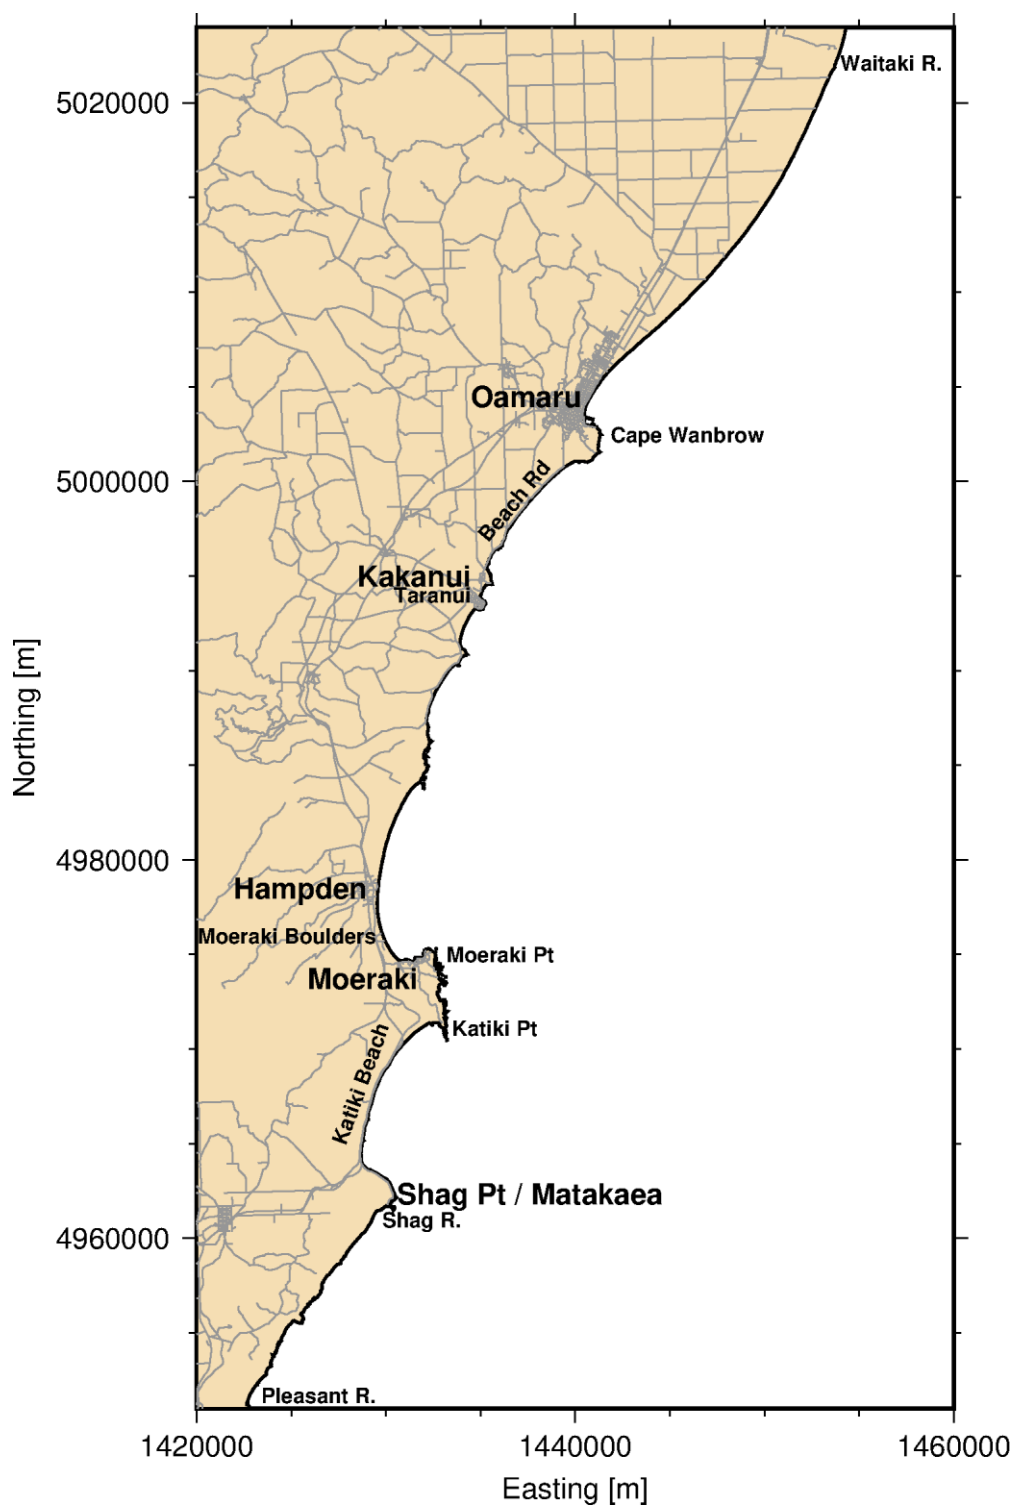 5020000
Waitaki R.
Oamaru
Cape Wanbrow
5000000
Beach Rd
Kakanui
Taranui
Northing [m]
4980000
Hampden
Moeraki Boulders
Moeraki Pt
Moeraki
Katiki Pt
Katiki Beach
Shag Pt / Matakaea
Shag R.
4960000
Pleasant R.
1420000
1440000
1460000
Easting [m]